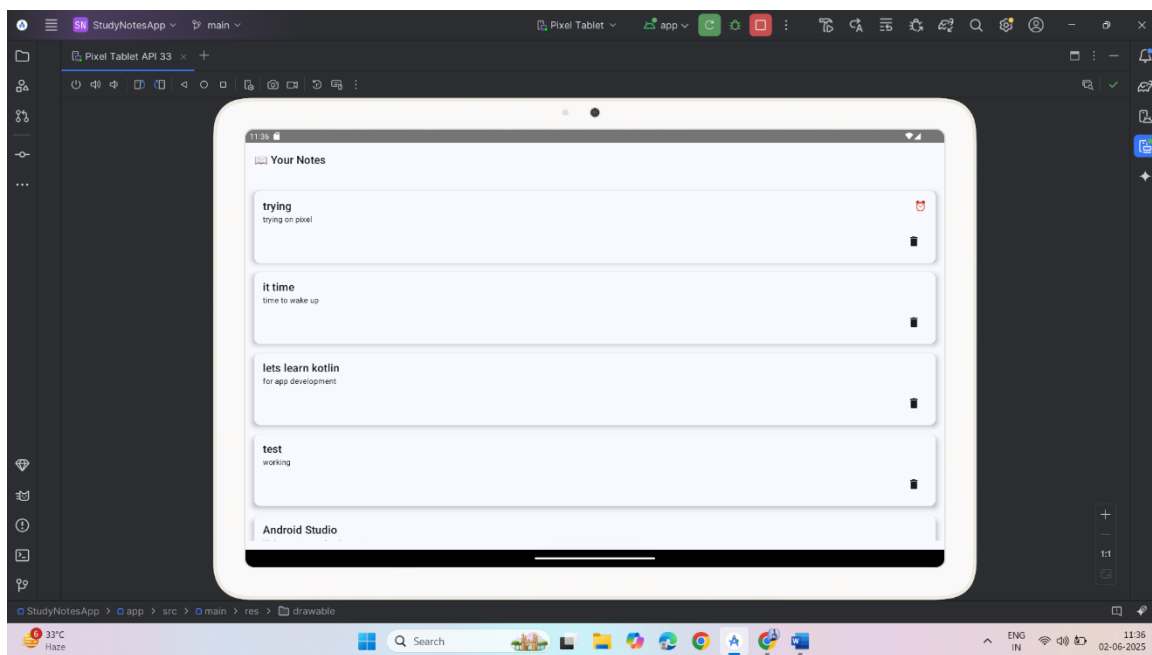 SN StudyNotesApp main Pixel Tablet app
Pixel Tablet API 33
11:36
Your Notes
trying
trying on pixel
it time
time to wake up
lets learn kotlin
for app development
test
working
Android Studio
1:1
StudyNotesApp > app > src > main > res > drawable
6
33°C
Haze
Search
ENG
IN
11:36
02-06-2025